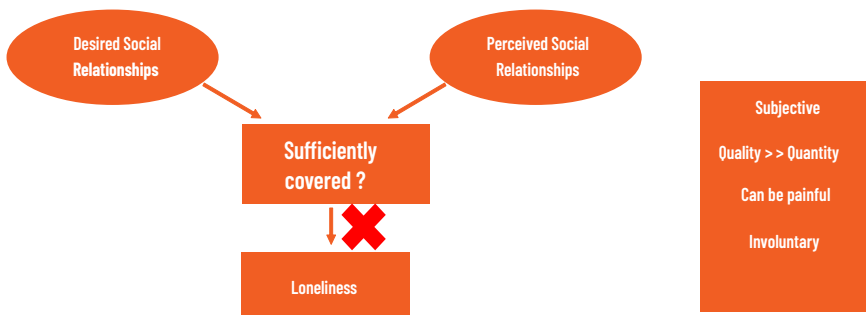 Desired Social
Relationships
Perceived Social
Relationships
Sufficiently
covered ?
Loneliness
Subjective
Quality > > Quantity
Can be painful
Involuntary